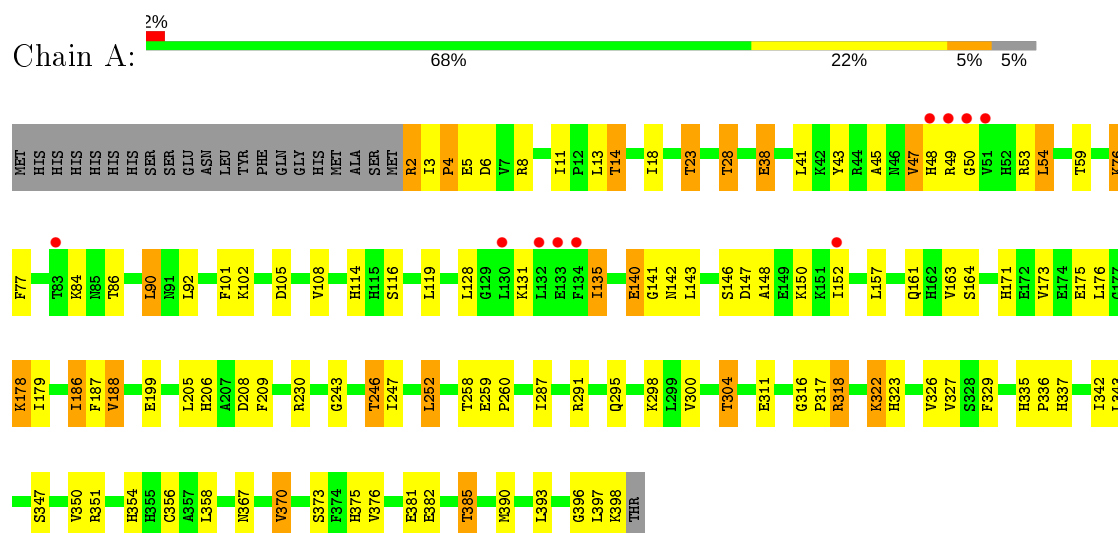 2%
Chain A:
68% 22% 5% 5%
MET HIS HIS HIS HIS HIS HIS SER SER GLU ASN LEU TYR PHE GLN GLY HIS MET ALA SER MET R2 I3 P4 E5 D6 V7 R8 I11 P12 L13 T14 I18 T23 T28 E38 L41 K42 Y43 R44 A45 N46 V47 H48 R49 G50 V51 H52 R53 L54 T59 K76
F77 T83 K84 N85 T86 L90 N91 L92 F101 K102 D105 V108 H114 H115 S116 L119 L128 G129 L130 K131 L132 E133 F134 I135 E140 G141 N142 L143 S146 D147 A148 E149 K150 K151 I152 L157 Q161 H162 V163 S164 H171 E172 V173 E174 E175 L176 G177
K178 I179 I186 F187 V188 E199 L205 H206 A207 D208 F209 R230 G243 T246 I247 L252 T258 E259 P260 I287 R291 Q295 K298 L299 V300 T304 E311 G316 P317 R318 K322 H323 V326 V327 S328 F329 H335 P336 H337 I342 L343
S347 V350 R351 H354 H355 C356 A357 L358 N367 V370 S373 F374 H375 V376 E381 E382 T385 M390 L393 G396 L397 K398 THR